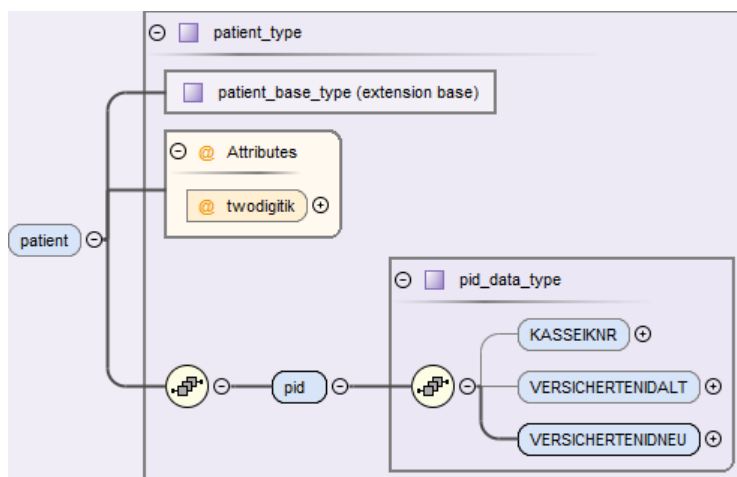 patient_type
patient_base_type (extension base)
@ Attributes
@ twodigitik
patient
pid_data_type
KASSEIKNR
pid
VERSICHERTENIDALT
VERSICHERTENIDNEU